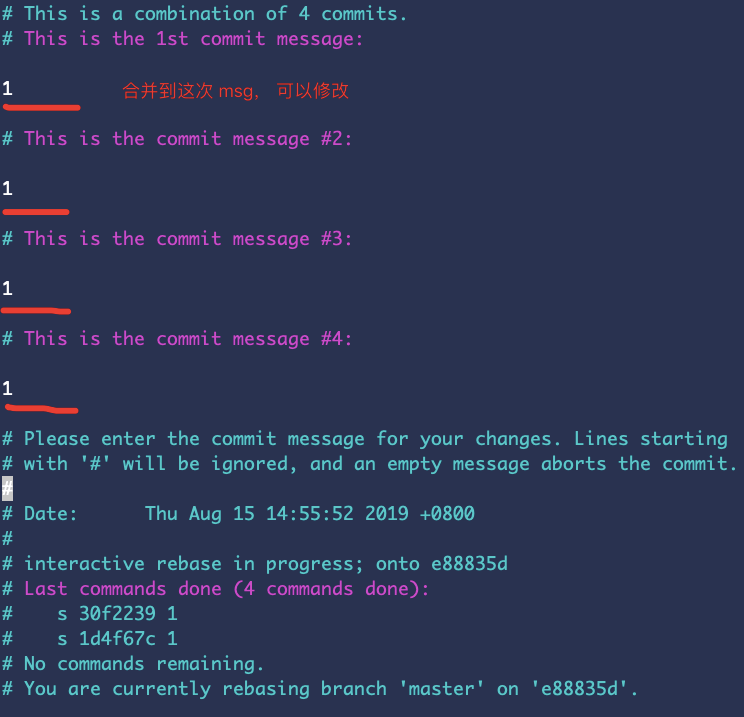 # This is a combination of 4 commits.
# This is the 1st commit message:
1 合并到这次 msg， 可以修改
# This is the commit message #2:
1
# This is the commit message #3:
1
# This is the commit message #4:
1
# Please enter the commit message for your changes. Lines starting
# with '#' will be ignored, and an empty message aborts the commit.
#
# Date:      Thu Aug 15 14:55:52 2019 +0800
#
# interactive rebase in progress; onto e88835d
# Last commands done (4 commands done):
#    s 30f2239 1
#    s 1d4f67c 1
# No commands remaining.
# You are currently rebasing branch 'master' on 'e88835d'.